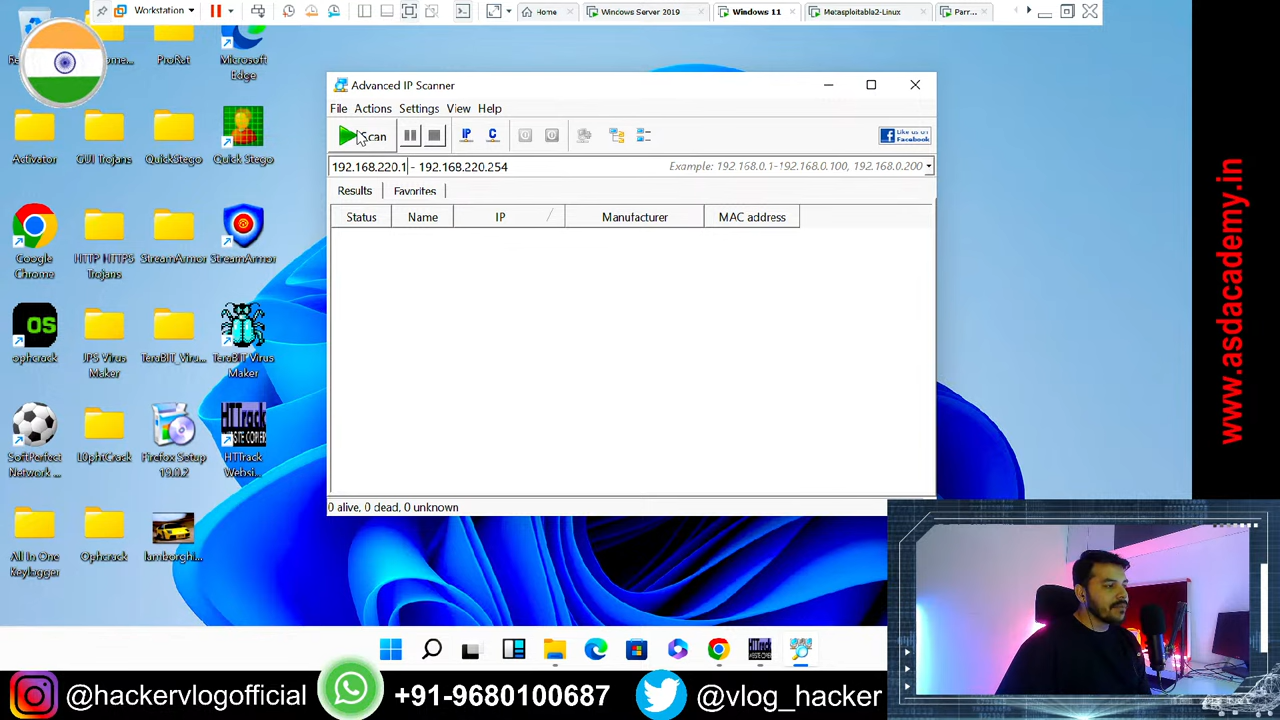 Workstation
Home
Windows Server 2019
Windows 11
Metasploitable2-Linux
Parr...
ProRat
Microsoft
Edge
Activator
GUI Trojans
QuickStego
Quick Stego
Google
Chrome
HTTP HTTPS
Trojans
StreamArmor
StreamArmor
OS
ophcrack
JPS Virus
Maker
TeraBIT_Viru...
TeraBIT Virus
Maker
SoftPerfect
Network ...
L0phtCrack
Firefox Setup
19.0.2
HTTrack
HTTrack
Websi...
All In One
Keylogger
Ophcrack
lamborghi...
Advanced IP Scanner
File Actions Settings View Help
Scan
IP
C
Like us on
Facebook
192.168.220.1 - 192.168.220.254
Example: 192.168.0.1-192.168.0.100, 192.168.0.200
Results
Favorites
Status
Name
IP
Manufacturer
MAC address
0 alive, 0 dead, 0 unknown
www.asdacademy.in
@hackervlogofficial
+91-9680100687
@vlog_hacker